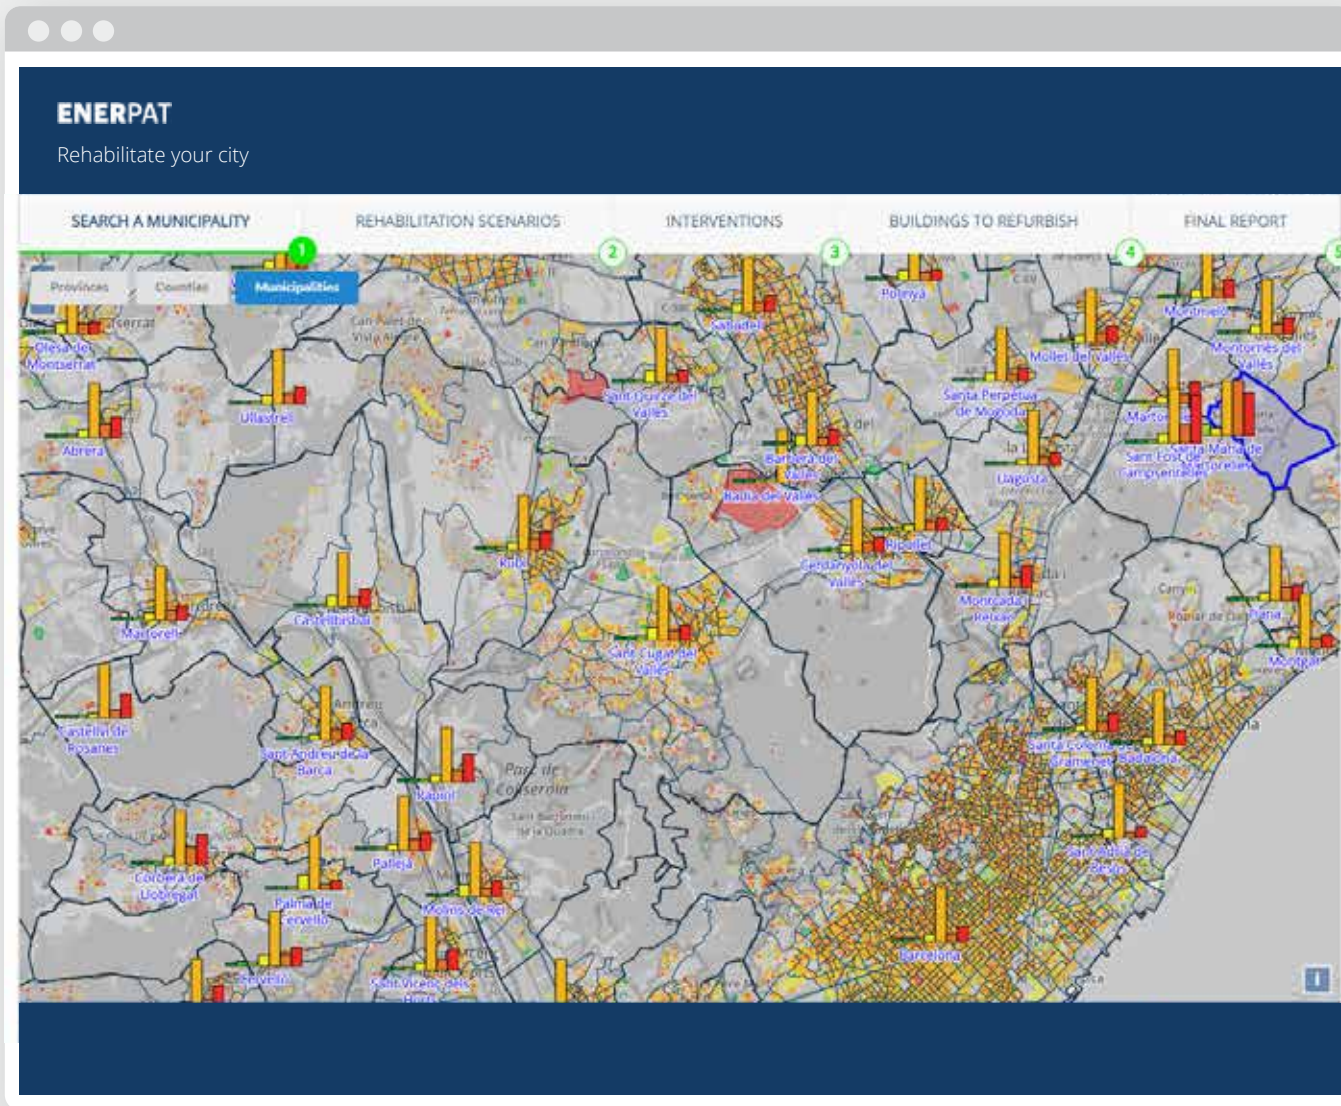 ENERPAT
Rehabilitate your city
SEARCH A MUNICIPALITY
REHABILITATION SCENARIOS
INTERVENTIONS
BUILDINGS TO REFURBISH
FINAL REPORT
1
2
3
4
5
Provinces
Counties
Municipalities
Polinyà
Sabadell
Montmeló
Olesa de
Montserrat
Mollet del Vallès
Montornès del
Vallès
Ullastrell
Sant Quirze del
Vallès
Santa Perpètua
de Mogoda
Abrera
Barberà del
Vallès
Santa Maria de
Martorelles
Sant Fost de
Campsentelles
Llagosta
Badia del Vallès
Ripollet
Rubí
Cerdanyola del
Vallès
Castellbisbal
Montcada i
Reixac
Tiana
Martorell
Sant Cugat del
Vallès
Montgat
Castellví de
Rosanes
Sant Andreu de la
Barca
Santa Coloma de
Gramenet
Badalona
Papiol
Parc de
Collserola
Pallejà
Sant Adrià de
Besòs
Corbera de
Llobregat
Palma de
Cervelló
Molins de Rei
Barcelona
Cervelló
Sant Vicenç dels
Horts
i